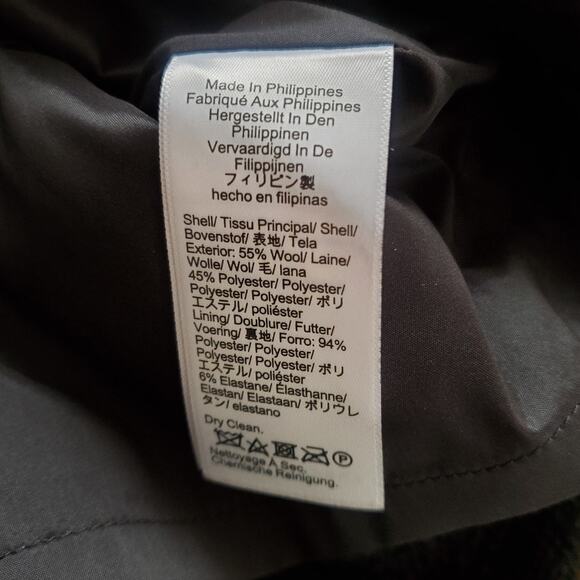 Made In Philippines
Fabriqué Aux Philippines
Hergestellt In Den
Philippinen
Vervaardigd In De
Filippijnen
フィリピン製
hecho en filipinas
Shell/ Tissu Principal/ Shell/
Bovenstof/ 表地/ Tela
Exterior: 55% Wool/ Laine/
Wolle/ Wol/ 毛/ lana
45% Polyester/ Polyester/
Polyester/ Polyester/ ポリ
エステル/ poliéster
Lining/ Doublure/ Futter/
Voering/ 裏地/ Forro: 94%
Polyester/ Polyester/
Polyester/ Polyester/ ポリ
エステル/ poliéster
6% Elastane/ Élasthanne/
Elastan/ Elastaan/ ポリウレ
タン/ elastano
Dry Clean.
P
Nettoyage À Sec.
Chemische Reinigung.